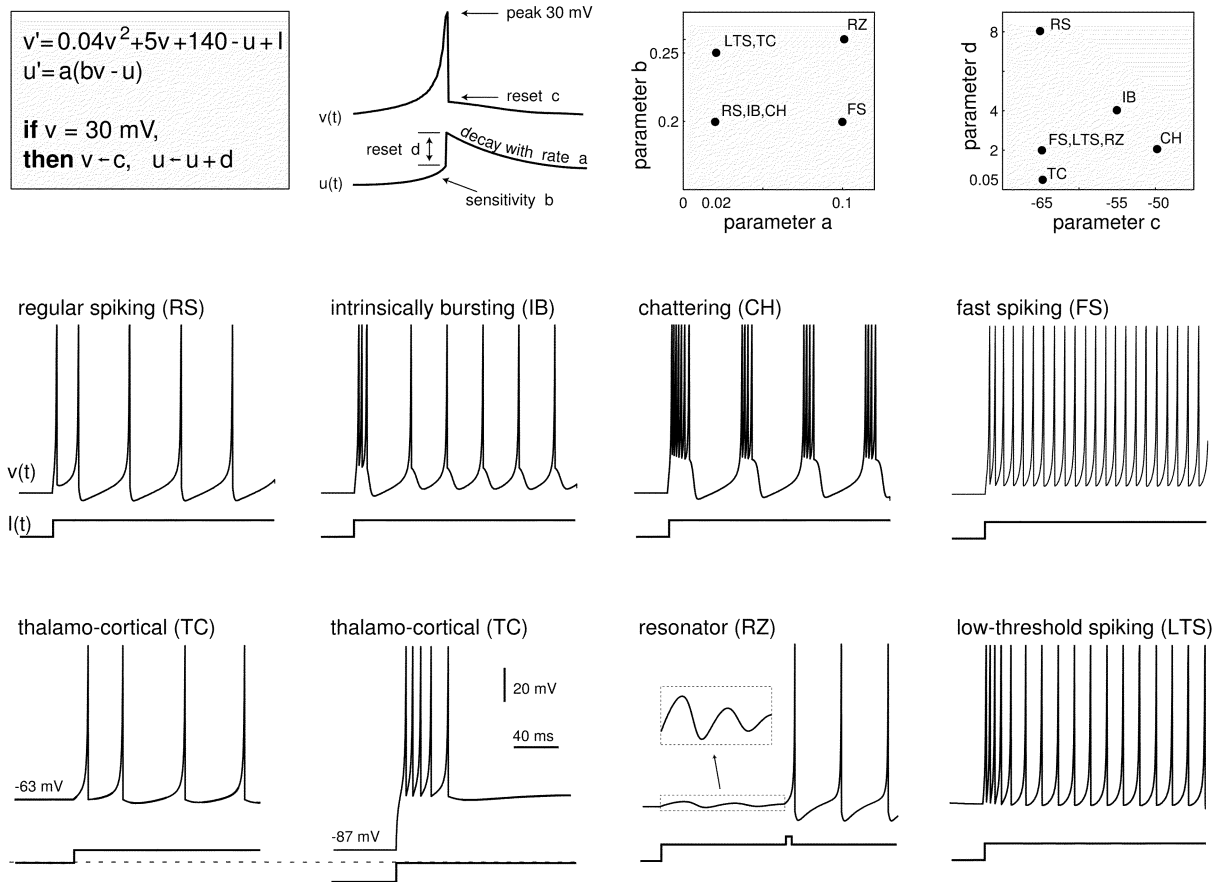 v'= 0.04v²+5v+140 - u + I
u'= a(bv - u)
if v = 30 mV,
then v←c, u←u+d
peak 30 mV
reset c
v(t)
reset d
decay with rate a
u(t)
sensitivity b
parameter b
0.25
0.2
LTS,TC
RZ
RS,IB,CH
FS
0 0.02 0.1
parameter a
parameter d
8
4
2
0.05
RS
IB
FS,LTS,RZ
CH
TC
-65 -55 -50
parameter c
regular spiking (RS)
intrinsically bursting (IB)
chattering (CH)
fast spiking (FS)
v(t)
I(t)
thalamo-cortical (TC)
thalamo-cortical (TC)
resonator (RZ)
low-threshold spiking (LTS)
20 mV
40 ms
-63 mV
-87 mV